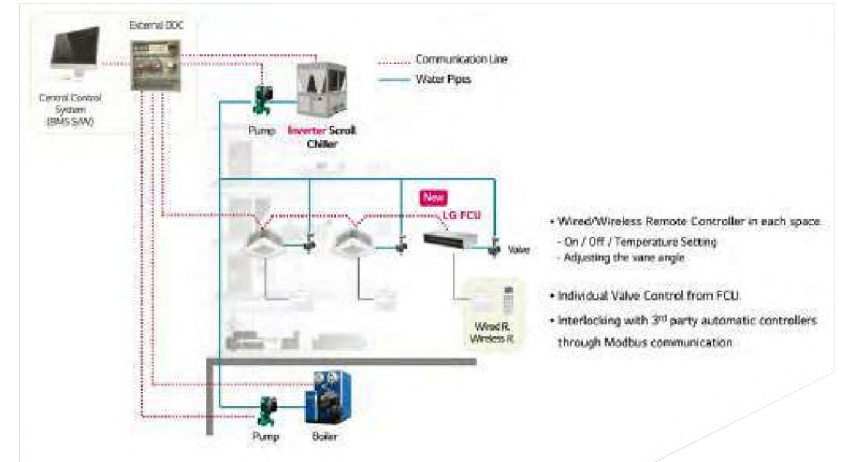 External DDC
Communication Line
Water Pipes
Central Control
System
(BMS S/W)
Pump
Inverter Scroll
Chiller
New
LG FCU
Valve
• Wired/Wireless Remote Controller in each space
- On / Off / Temperature Setting
- Adjusting the vane angle
• Individual Valve Control from FCU
• Interlocking with 3rd party automatic controllers
through Modbus communication
Wired R.
Wireless R.
Pump
Boiler